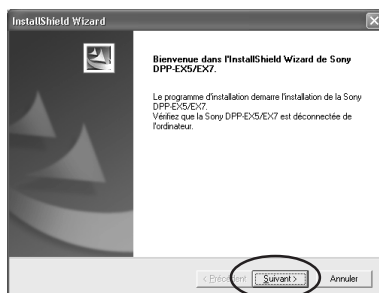 InstallShield Wizard
Bienvenue dans l'InstallShield Wizard de Sony
DPP-EX5/EX7.
Le programme d'installation demarre l'installation de la Sony
DPP-EX5/EX7.
Vérifiez que la Sony DPP-EX5/EX7 est déconnectée de
l'ordinateur.
< Précédent
Suivant >
Annuler